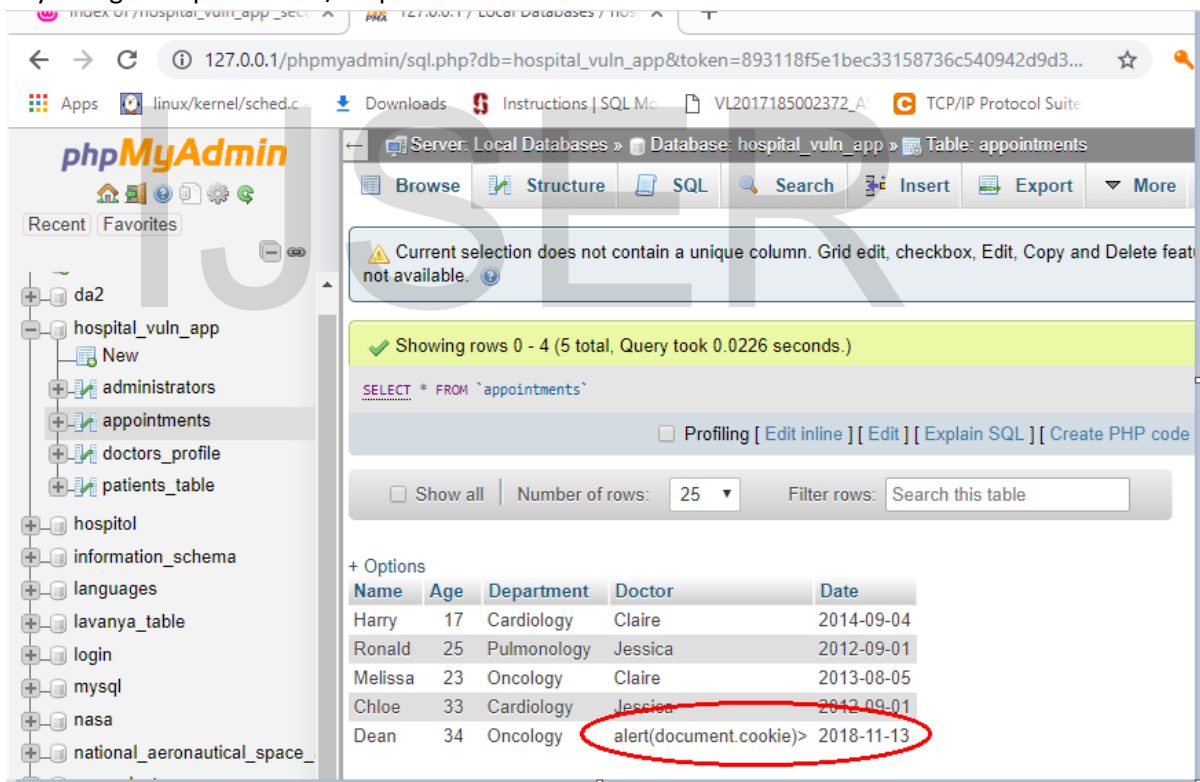 127.0.0.1 / Local Databases / hos
127.0.0.1/phpmyadmin/sql.php?db=hospital_vuln_app&token=893118f5e1bec33158736c540942d9d3...
Apps linux/kernel/sched.c - Downloads Instructions | SQL Mo VL2017185002372_A TCP/IP Protocol Suite
IJSER
phpMyAdmin
Recent Favorites
da2
hospital_vuln_app
New
administrators
appointments
doctors_profile
patients_table
hospitol
information_schema
languages
lavanya_table
login
mysql
nasa
national_aeronautical_space_
Server: Local Databases » Database: hospital_vuln_app » Table: appointments
Browse Structure SQL Search Insert Export More
Current selection does not contain a unique column. Grid edit, checkbox, Edit, Copy and Delete feat
not available.
Showing rows 0 - 4 (5 total, Query took 0.0226 seconds.)
SELECT * FROM `appointments`
Profiling [ Edit inline ] [ Edit ] [ Explain SQL ] [ Create PHP code
Show all Number of rows: 25 Filter rows: Search this table
+ Options
Name Age Department Doctor Date
Harry 17 Cardiology Claire 2014-09-04
Ronald 25 Pulmonology Jessica 2012-09-01
Melissa 23 Oncology Claire 2013-08-05
Chloe 33 Cardiology Jessica 2012-09-01
Dean 34 Oncology alert(document.cookie)> 2018-11-13